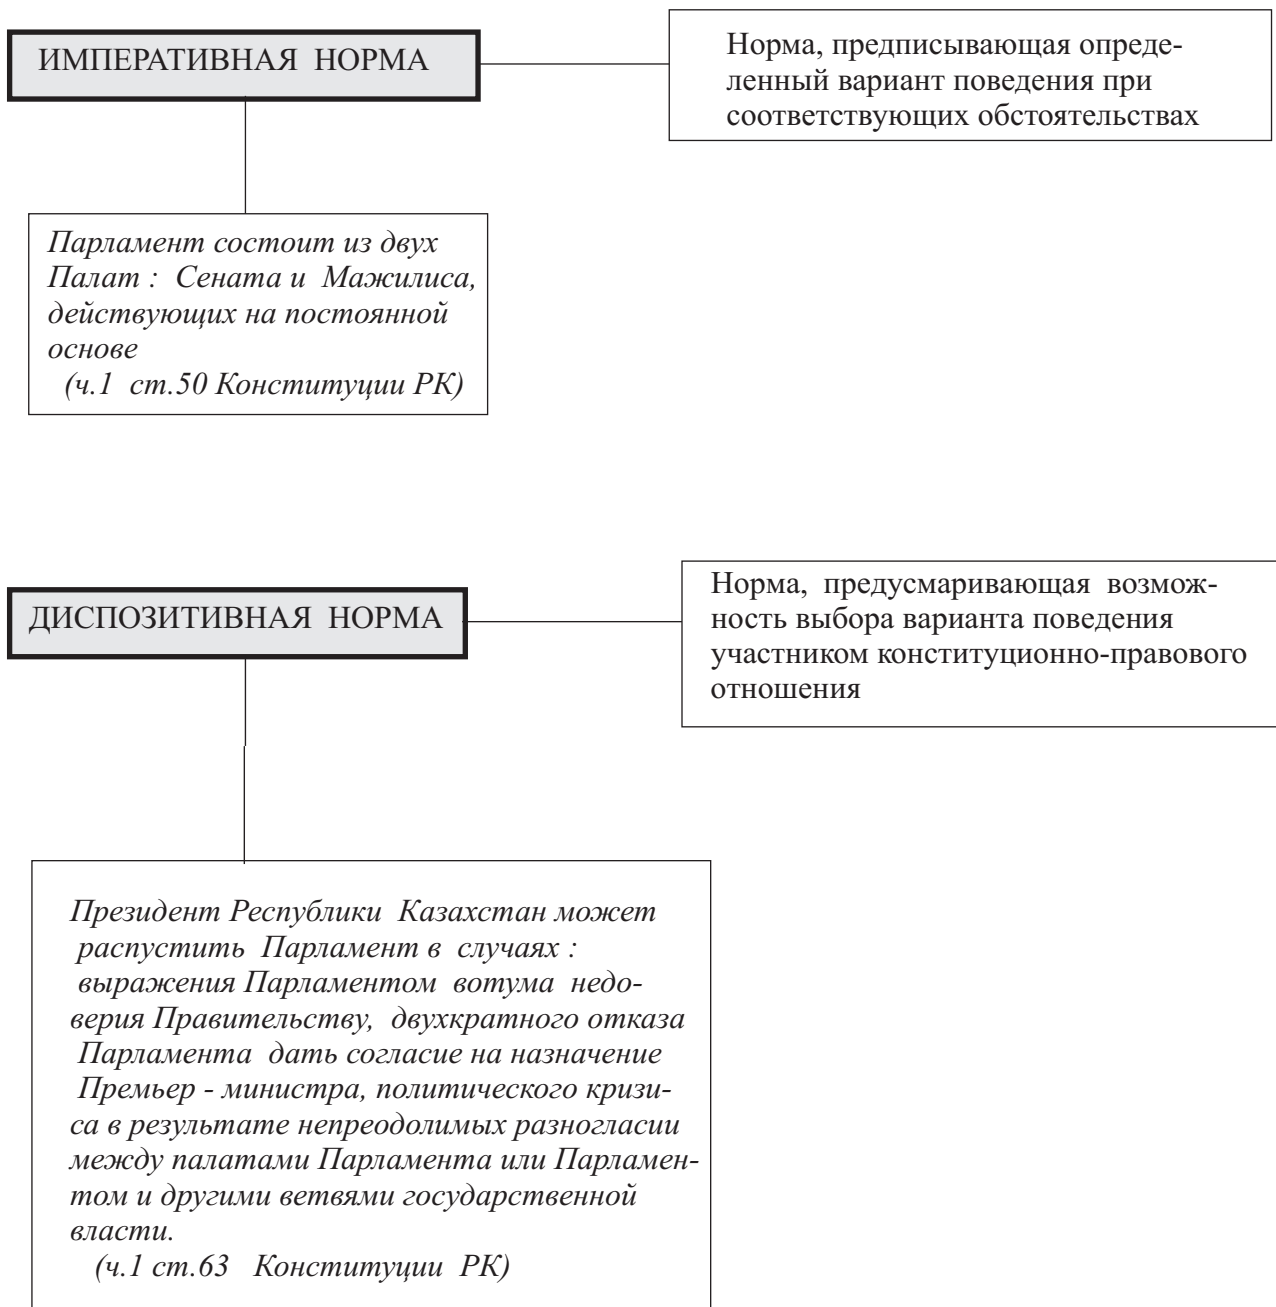 ИМПЕРАТИВНАЯ НОРМА
Норма, предписывающая опреде-
ленный вариант поведения при
соответствующих обстоятельствах
Парламент состоит из двух
Палат : Сената и Мажилиса,
действующих на постоянной
основе
(ч.1 ст.50 Конституции РК)
ДИСПОЗИТИВНАЯ НОРМА
Норма, предусмаривающая возмож-
ность выбора варианта поведения
участником конституционно-правового
отношения
Президент Республики Казахстан может
распустить Парламент в случаях :
выражения Парламентом вотума недо-
верия Правительству, двухкратного отказа
Парламента дать согласие на назначение
Премьер - министра, политического кризи-
са в результате непреодолимых разногласии
между палатами Парламента или Парламен-
том и другими ветвями государственной
власти.
(ч.1 ст.63 Конституции РК)